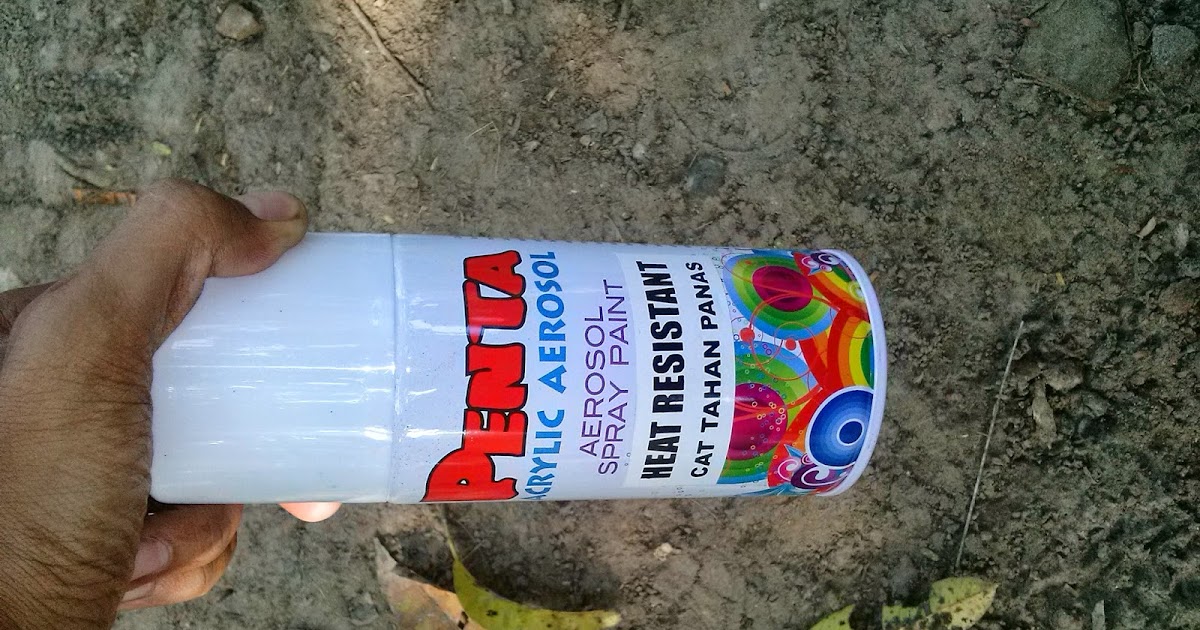 PENTA
ACRYLIC AEROSOL
AEROSOL
SPRAY PAINT
HEAT RESISTANT
CAT TAHAN PANAS